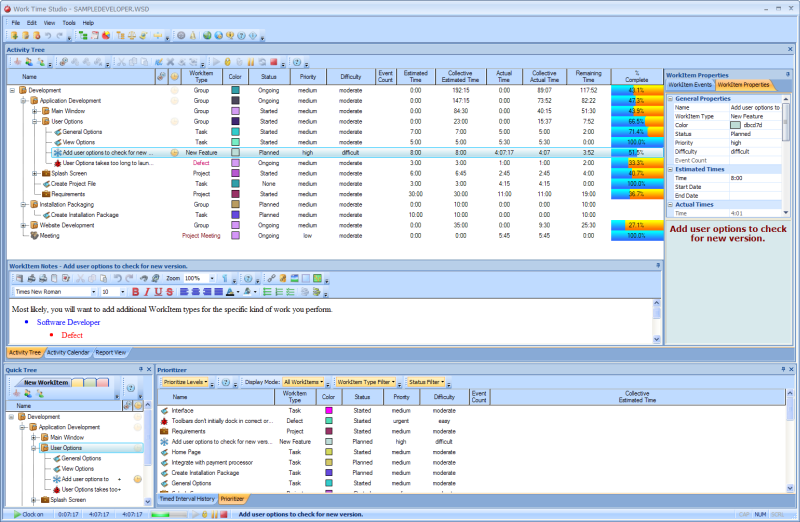 Work Time Studio - SAMPLEDEVELOPER.WSD
File Edit View Tools Help
Activity Tree
Name WorkItem Type Color Status Priority Difficulty Event Count Estimated Time Collective Estimated Time Actual Time Collective Actual Time Remaining Time % Complete
Development Group Ongoing medium moderate 0:00 192:15 0:00 89:07 117:52 43.1%
Application Development Group Ongoing medium moderate 0:00 147:15 0:00 73:52 82:22 47.3%
Main Window Group Started medium moderate 0:00 84:30 0:00 40:15 51:30 43.9%
User Options Group Started medium moderate 0:00 23:00 0:00 15:37 7:52 66.5%
General Options Task Started medium moderate 7:00 7:00 5:00 5:00 2:00 71.4%
View Options Task Started medium moderate 5:00 5:00 5:30 5:30 0:00 100.0%
Add user options to check for new ... New Feature Planned high difficult 8:00 8:00 4:07:17 4:07 3:52 51.5%
User Options takes too long to laun... Defect Ongoing medium moderate 3:00 3:00 1:00 1:00 2:00 33.3%
Splash Screen Project Started medium moderate 6:00 6:45 2:45 2:45 4:00 40.7%
Create Project File Task None medium moderate 3:00 3:00 4:15 4:15 0:00 100.0%
Requirements Project Started medium moderate 30:00 30:00 11:00 11:00 19:00 36.7%
Installation Packaging Group Planned medium moderate 0:00 10:00 0:00 0:00 10:00
Create Installation Package Task Planned medium moderate 10:00 10:00 0:00 0:00 10:00
Website Development Group Ongoing medium moderate 0:00 35:00 0:00 9:30 25:30 27.1%
Meeting Project Meeting Ongoing low moderate 0:00 0:00 5:45 5:45 0:00 100.0%
WorkItem Properties
WorkItem Events WorkItem Properties
General Properties
Name Add user options to
WorkItem Type New Feature
Color dbcd7d
Status Planned
Priority high
Difficulty difficult
Event Count
Estimated Times
Time 8:00
Start Date
End Date
Actual Times
Time 4:01
Add user options to check for new version.
WorkItem Notes - Add user options to check for new version.
Zoom 100%
Times New Roman 10 B I U S
Most likely, you will want to add additional WorkItem types for the specific kind of work you perform.
Software Developer
Defect
Activity Tree Activity Calendar Report View
Quick Tree
New WorkItem
Name
Development
Application Development
Main Window
User Options
General Options
View Options
Add user options to +
User Options takes too+
Splash Screen
Prioritizer
Prioritize Levels Display Mode: All WorkItems WorkItem Type Filter Status Filter
Name WorkItem Type Color Status Priority Difficulty Event Count Collective Estimated Time
Interface Task Started medium moderate
Toolbars don't initially dock in correct or... Defect Started urgent easy
Requirements Project Started medium moderate
Add user options to check for new vers... New Feature Planned high difficult
Home Page Task Started medium moderate
Integrate with payment processor Task Planned medium moderate
Create Installation Package Task Planned medium moderate
General Options Task Started medium moderate
Timed Interval History Prioritizer
Clock on: 0:07:17 4:07:17 4:07:17 Add user options to check for new version. CAP NUM SCRL